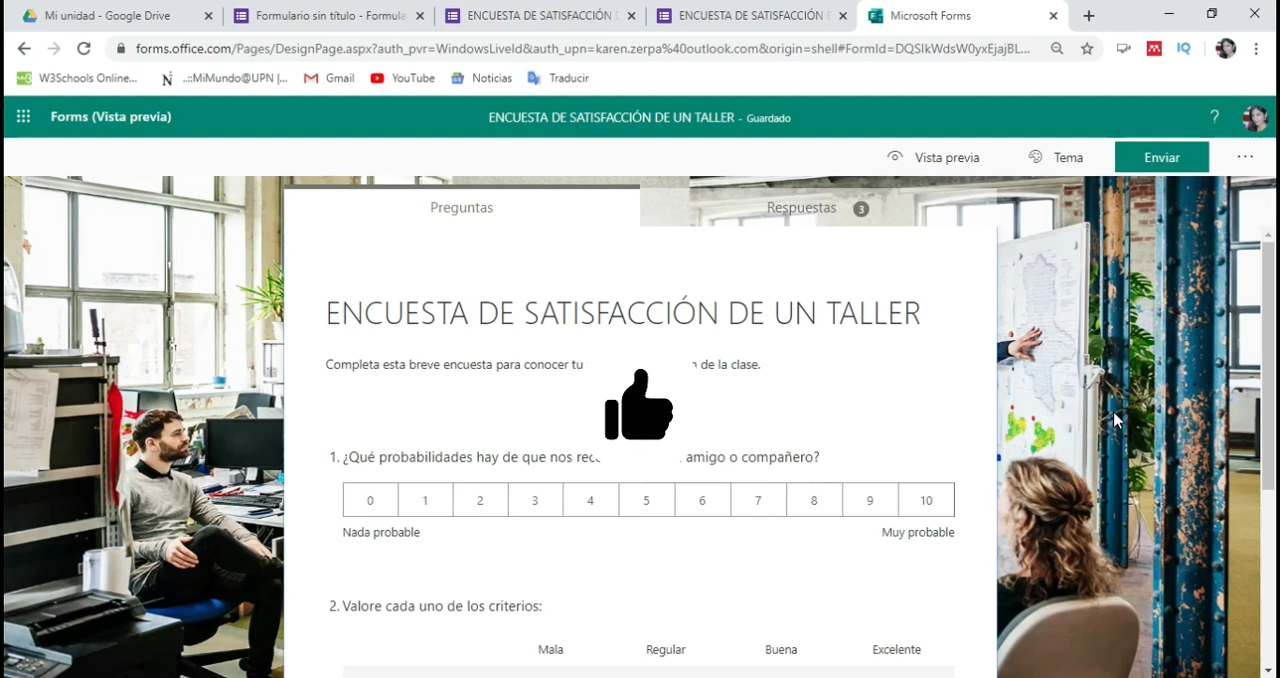 Mi unidad - Google Drive
Formulario sin título - Formula
ENCUESTA DE SATISFACCIÓN
ENCUESTA DE SATISFACCIÓN
Microsoft Forms
forms.office.com/Pages/DesignPage.aspx?auth_pvr=WindowsLiveId&auth_upn=karen.zerpa%40outlook.com&origin=shell#FormId=DQSIkWdsW0yxEjajBL...
W3Schools Online...
..::MiMundo@UPN |...
Gmail
YouTube
Noticias
Traducir
Forms (Vista previa)
ENCUESTA DE SATISFACCIÓN DE UN TALLER - Guardado
?
Vista previa
Tema
Enviar
Preguntas
Respuestas 3
ENCUESTA DE SATISFACCIÓN DE UN TALLER
Completa esta breve encuesta para conocer tu n de la clase.
1. ¿Qué probabilidades hay de que nos amigo o compañero?
0 1 2 3 4 5 6 7 8 9 10
Nada probable Muy probable
2. Valore cada uno de los criterios:
Mala Regular Buena Excelente